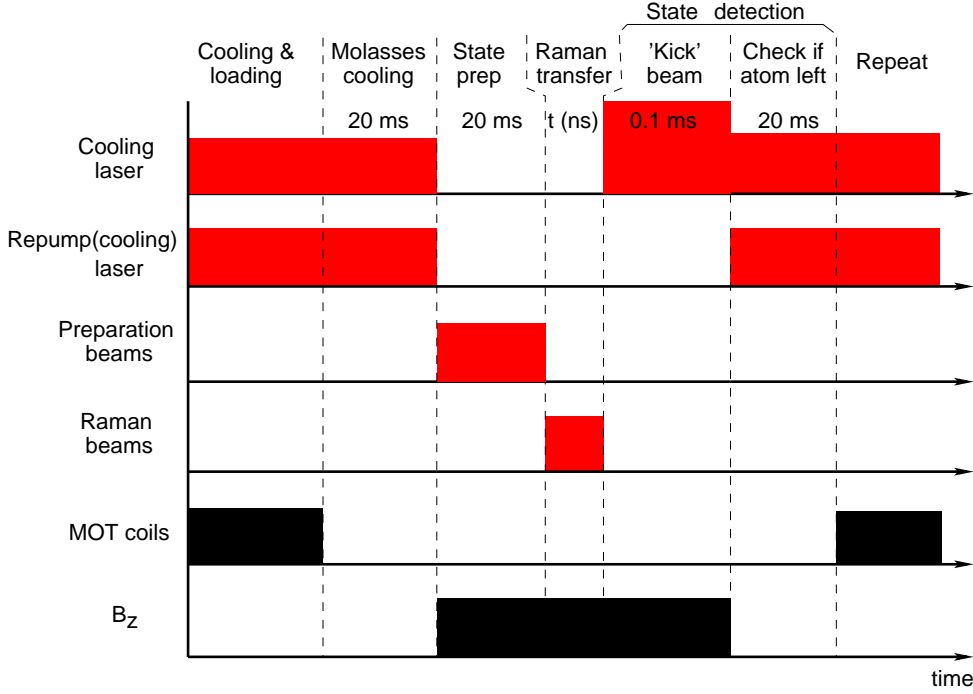 State detection
Cooling &
loading
Molasses
cooling
State
prep
Raman
transfer
'Kick'
beam
Check if
atom left
Repeat
20 ms
20 ms
t (ns)
0.1 ms
20 ms
Cooling
laser
Repump(cooling)
laser
Preparation
beams
Raman
beams
MOT coils
Bz
time